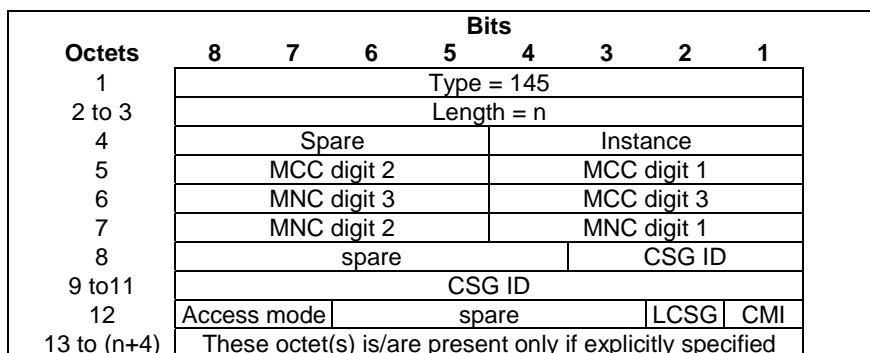 Bits
Octets 8 7 6 5 4 3 2 1
1 Type = 145
2 to 3 Length = n
4 Spare Instance
5 MCC digit 2 MCC digit 1
6 MNC digit 3 MCC digit 3
7 MNC digit 2 MNC digit 1
8 spare CSG ID
9 to11 CSG ID
12 Access mode spare LCSG CMI
13 to (n+4) These octet(s) is/are present only if explicitly specified